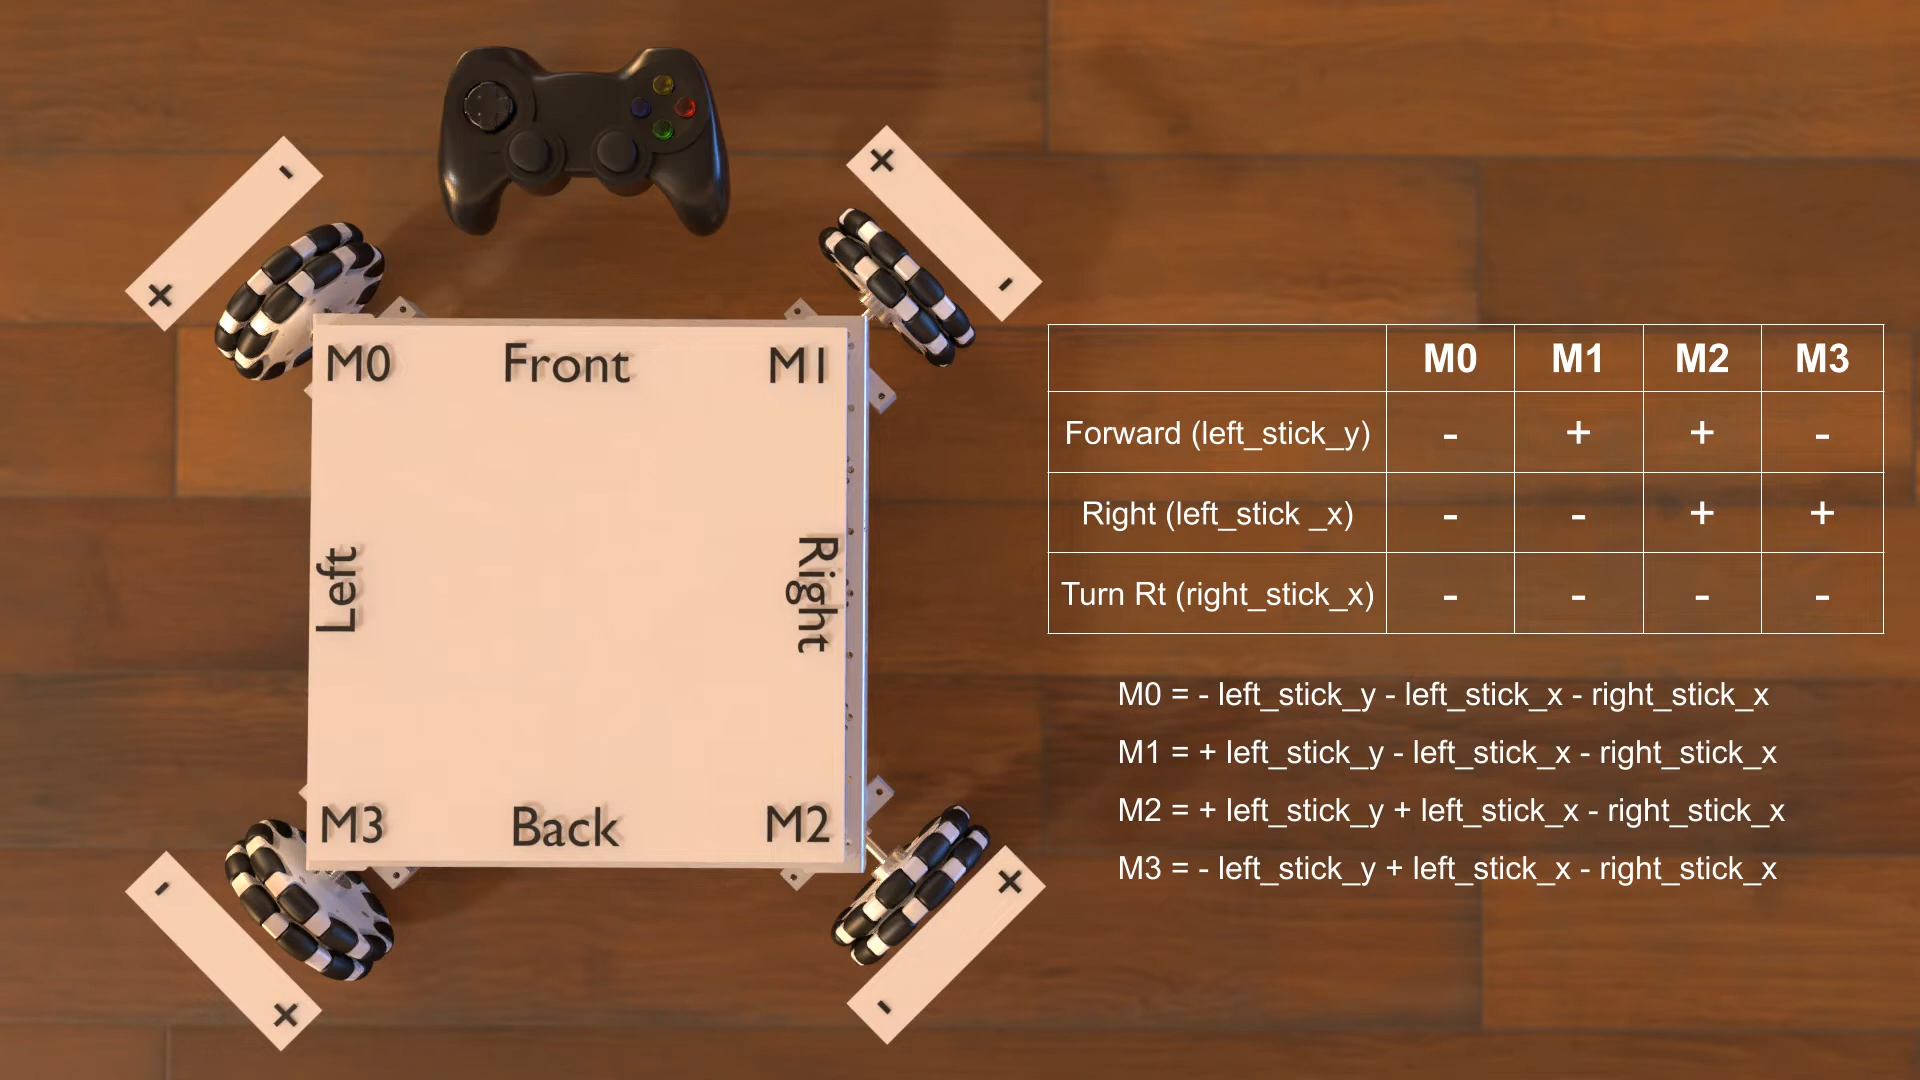 - +
+ -
M0 Front M1
Left
Right
M3 Back M2
- +
+ -
M0 M1 M2 M3
Forward (left_stick_y) - + + -
Right (left_stick _x) - - + +
Turn Rt (right_stick_x) - - - -
M0 = - left_stick_y - left_stick_x - right_stick_x
M1 = + left_stick_y - left_stick_x - right_stick_x
M2 = + left_stick_y + left_stick_x - right_stick_x
M3 = - left_stick_y + left_stick_x - right_stick_x